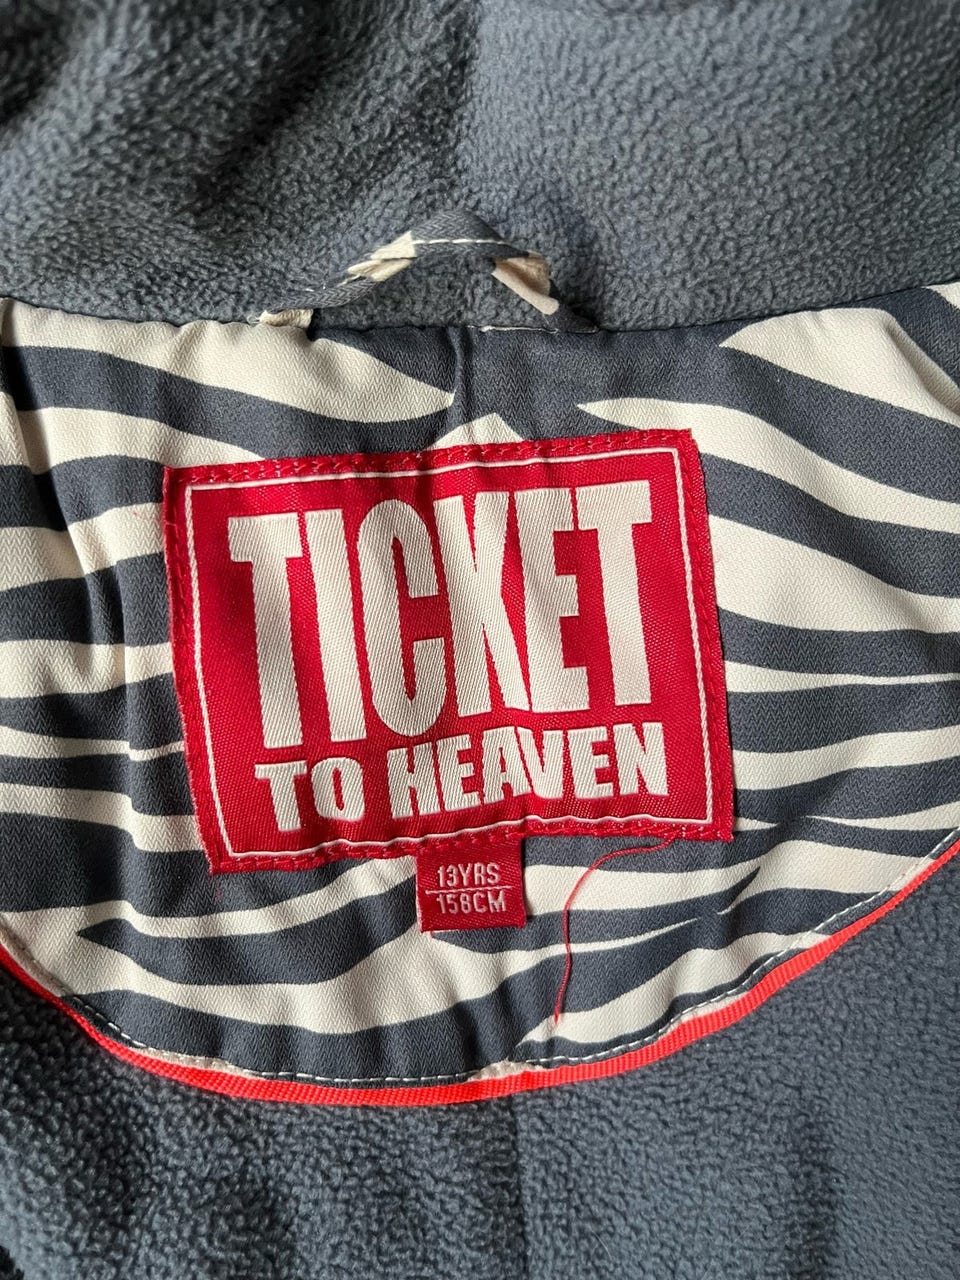 TICKET
TO HEAVEN
13YRS
158CM